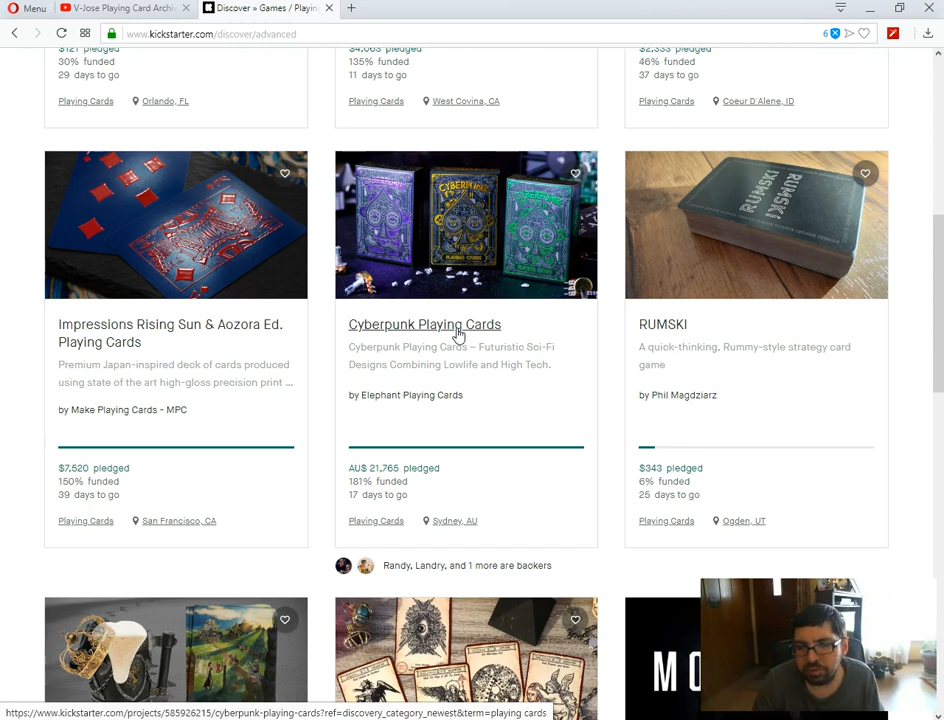 Menu
V-Jose Playing Card Archi
Discover » Games / Playin
www.kickstarter.com/discover/advanced
6
$121 pledged
30% funded
29 days to go
Playing Cards
Orlando, FL
$4,063 pledged
135% funded
11 days to go
Playing Cards
West Covina, CA
$2,333 pledged
46% funded
37 days to go
Playing Cards
Coeur D'Alene, ID
CYBERPUNK
CYBERPUNK
PLAYING CARDS
CYBERPUNK
RUMSKI
RUMSKI
Impressions Rising Sun & Aozora Ed.
Playing Cards
Premium Japan-inspired deck of cards produced
using state of the art high-gloss precision print ...
by Make Playing Cards - MPC
$7,520 pledged
150% funded
39 days to go
Playing Cards
San Francisco, CA
Cyberpunk Playing Cards
Cyberpunk Playing Cards – Futuristic Sci-Fi
Designs Combining Lowlife and High Tech.
by Elephant Playing Cards
AU$ 21,765 pledged
181% funded
17 days to go
Playing Cards
Sydney, AU
Randy, Landry, and 1 more are backers
RUMSKI
A quick-thinking, Rummy-style strategy card
game
by Phil Magdziarz
$343 pledged
6% funded
25 days to go
Playing Cards
Ogden, UT
MO
https://www.kickstarter.com/projects/585926215/cyberpunk-playing-cards?ref=discovery_category_newest&term=playing cards